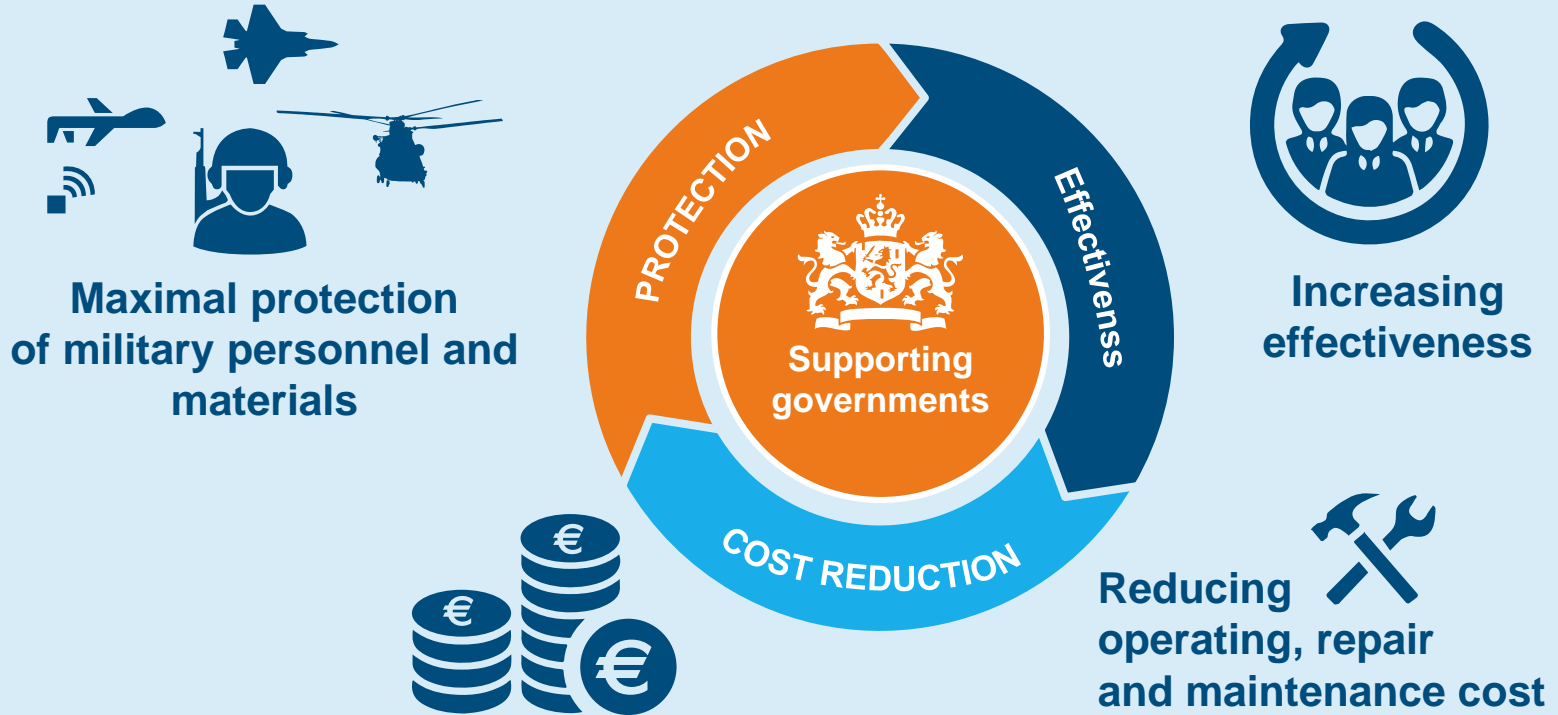 PROTECTION
Effectivenss
COST REDUCTION
Supporting
governments
Maximal protection
of military personnel and
materials
Increasing
effectiveness
Reducing
operating, repair
and maintenance cost
€
€
€